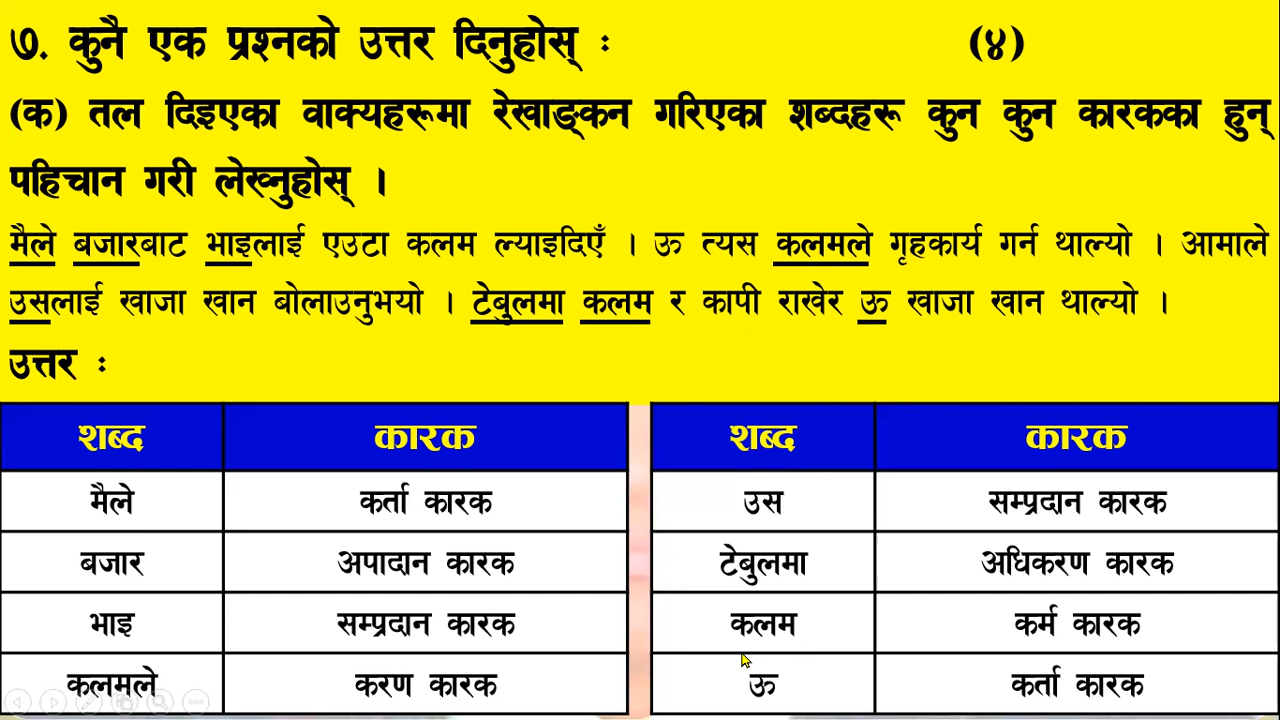 ७. कुनै एक प्रश्नको उत्तर दिनुहोस् : (४)
(क) तल दिइएका वाक्यहरूमा रेखाङ्कन गरिएका शब्दहरू कुन कुन कारकका हुन्
पहिचान गरी लेख्नुहोस् ।
मैले बजारबाट भाइलाई एउटा कलम ल्याइदिएँ । ऊ त्यस कलमले गृहकार्य गर्न थाल्यो । आमाले
उसलाई खाजा खान बोलाउनुभयो । टेबुलमा कलम र कापी राखेर ऊ खाजा खान थाल्यो ।
उत्तर :
शब्द कारक शब्द कारक
मैले कर्ता कारक उस सम्प्रदान कारक
बजार अपादान कारक टेबुलमा अधिकरण कारक
भाइ सम्प्रदान कारक कलम कर्म कारक
कलमले करण कारक ऊ कर्ता कारक